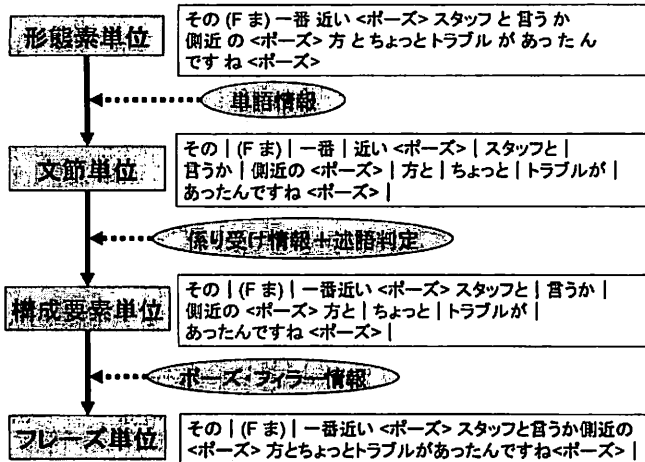 形態素単位
その (F ま) 一番 近い <ポーズ> スタッフ と 言う か
側近 の <ポーズ> 方 と ちょっと トラブル が あっ た ん
です ね <ポーズ>
単語情報
文節単位
その | (F ま) | 一番 | 近い <ポーズ> | スタッフと |
言うか | 側近の <ポーズ> | 方と | ちょっと | トラブルが |
あったんですね <ポーズ> |
係り受け情報+述語判定
構成要素単位
その | (F ま) | 一番近い <ポーズ> スタッフと | 言うか |
側近の <ポーズ> 方と | ちょっと | トラブルが |
あったんですね <ポーズ> |
ポーズ・フィラー情報
フレーズ単位
その | (F ま) | 一番近い <ポーズ> スタッフと言うか側近の
<ポーズ> 方とちょっとトラブルがあったんですね<ポーズ> |